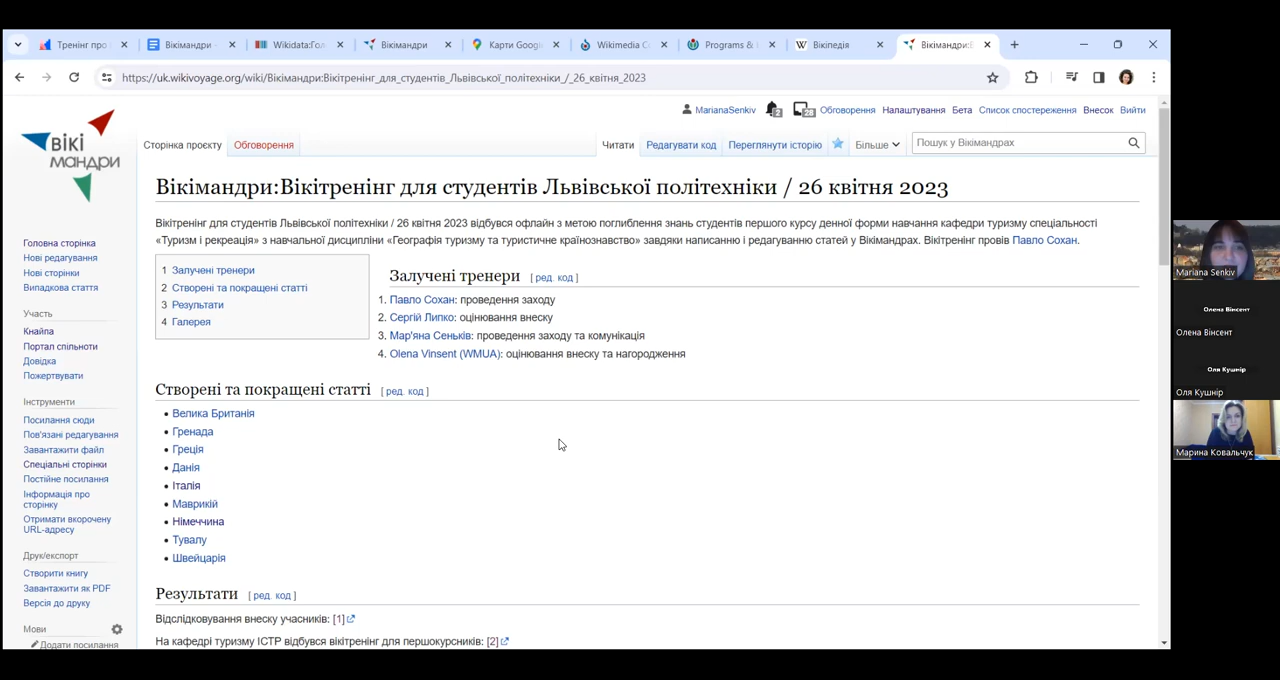 Тренінг про
Вікімандри
Wikidata:Гол
Вікімандри
Карти Googl
Wikimedia C
Programs &
Вікіпедія
Вікімандри:В
https://uk.wikivoyage.org/wiki/Вікімандри:Вікітренінг_для_студентів_Львівської_політехніки_/_26_квітня_2023
MarianaSenkiv
2
28
Обговорення
Налаштування
Бета
Список спостереження
Внесок
Вийти
вікі
мандри
Сторінка проєкту
Обговорення
Читати
Редагувати код
Переглянути історію
Більше
Пошук у Вікімандрах
Вікімандри:Вікітренінг для студентів Львівської політехніки / 26 квітня 2023
Вікітренінг для студентів Львівської політехніки / 26 квітня 2023 відбувся офлайн з метою поглиблення знань студентів першого курсу денної форми навчання кафедри туризму спеціальності
«Туризм і рекреація» з навчальної дисципліни «Географія туризму та туристичне країнознавство» завдяки написанню і редагуванню статей у Вікімандрах. Вікітренінг провів Павло Сохан.
1 Залучені тренери
2 Створені та покращені статті
3 Результати
4 Галерея
Залучені тренери [ ред. код ]
1. Павло Сохан: проведення заходу
2. Сергій Липко: оцінювання внеску
3. Мар'яна Сеньків: проведення заходу та комунікація
4. Olena Vinsent (WMUA): оцінювання внеску та нагородження
Створені та покращені статті [ ред. код ]
Велика Британія
Гренада
Греція
Данія
Італія
Маврикій
Німеччина
Тувалу
Швейцарія
Результати [ ред. код ]
Відслідковування внеску учасників: [1]
На кафедрі туризму ІСТР відбувся вікітренінг для першокурсників: [2]
Головна сторінка
Нові редагування
Нові сторінки
Випадкова стаття
Участь
Кнайпа
Портал спільноти
Довідка
Пожертвувати
Інструменти
Посилання сюди
Пов'язані редагування
Завантажити файл
Спеціальні сторінки
Постійне посилання
Інформація про
сторінку
Отримати вкорочену
URL-адресу
Друк/експорт
Створити книгу
Завантажити як PDF
Версія до друку
Мови
Додати посилання
Mariana Senkiv
Олена Вінсент
Олена Вінсент
Оля Кушнір
Оля Кушнір
Марина Ковальчук